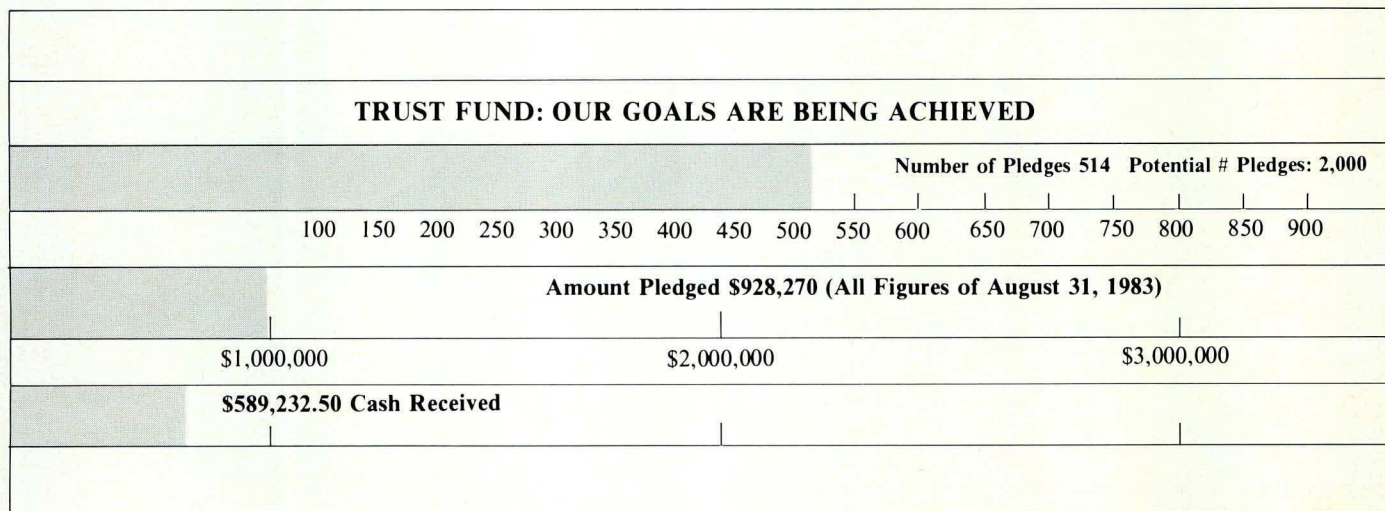 TRUST FUND: OUR GOALS ARE BEING ACHIEVED
Number of Pledges 514 Potential # Pledges: 2,000
100 150 200 250 300 350 400 450 500 550 600 650 700 750 800 850 900
Amount Pledged $928,270 (All Figures of August 31, 1983)
$1,000,000 $2,000,000 $3,000,000
$589,232.50 Cash Received